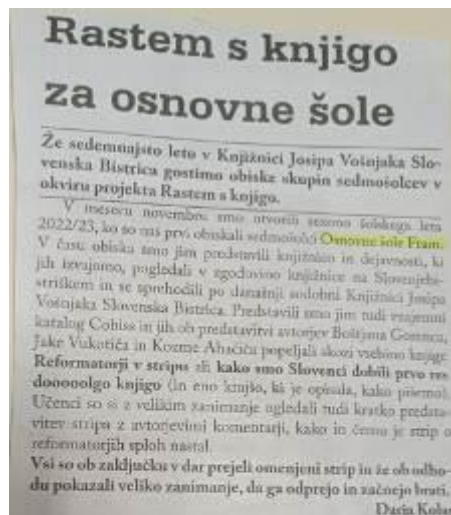 Rastem s knjigo
za osnovne šole
Že sedemnajsto leto v Knjižnici Josipa Vošnjaka Slo-
venska Bistrica gostimo obiske skupin sedmošolcev v
okviru projekta Rastem s knjigo.
V mesecu novembru smo otvorili sezono šolskega leta
2022/23, ko so nas prvi obiskali sedmošolci Osnovne šole Fram.
V času obiska smo jim predstavili knjižnico in dejavnosti, ki
jih izvajamo, pogledali v zgodovino knjižnice na Slovenjebi-
striškem in se sprehodili po današnji sodobni Knjižnici Josipa
Vošnjaka Slovenska Bistrica. Predstavili smo jim tudi vzajemni
katalog Cobiss in jih ob predstavitvi avtorjev Boštjana Gorenca,
Jake Vukotiča in Kozme Ahačiča popeljali skozi vsebino knjige
Reformatorji v stripu ali kako smo Slovenci dobili prvo res
dooooolgo knjigo (in eno krajšo, ki je opisala, kako pisemo).
Učenci so si z velikim zanimanje ogledali tudi kratko predsta-
vitev stripa z avtorjevimi komentarji, kako in čemu je strip o
reformatorjih sploh nastal.
Vsi so ob zaključku v dar prejeli omenjeni strip in že ob odho-
du pokazali veliko zanimanje, da ga odprejo in začnejo brati.
Darja Kolar